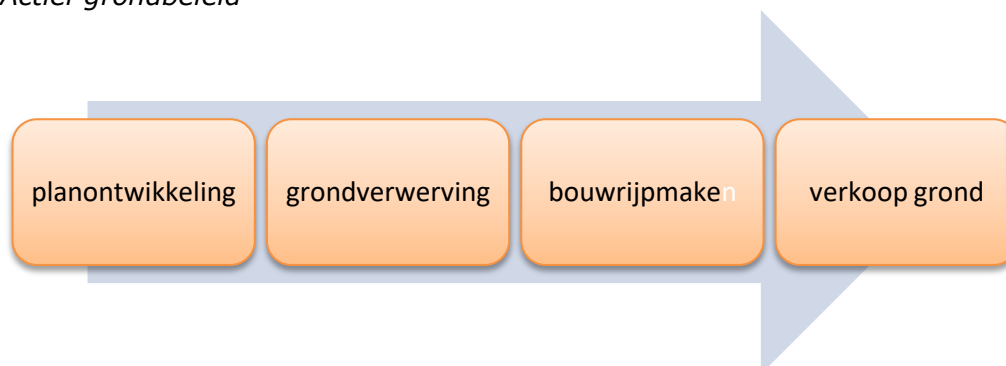 Actief grondbeleid
planontwikkeling
grondverwerving
bouwrijpmaken
verkoop grond